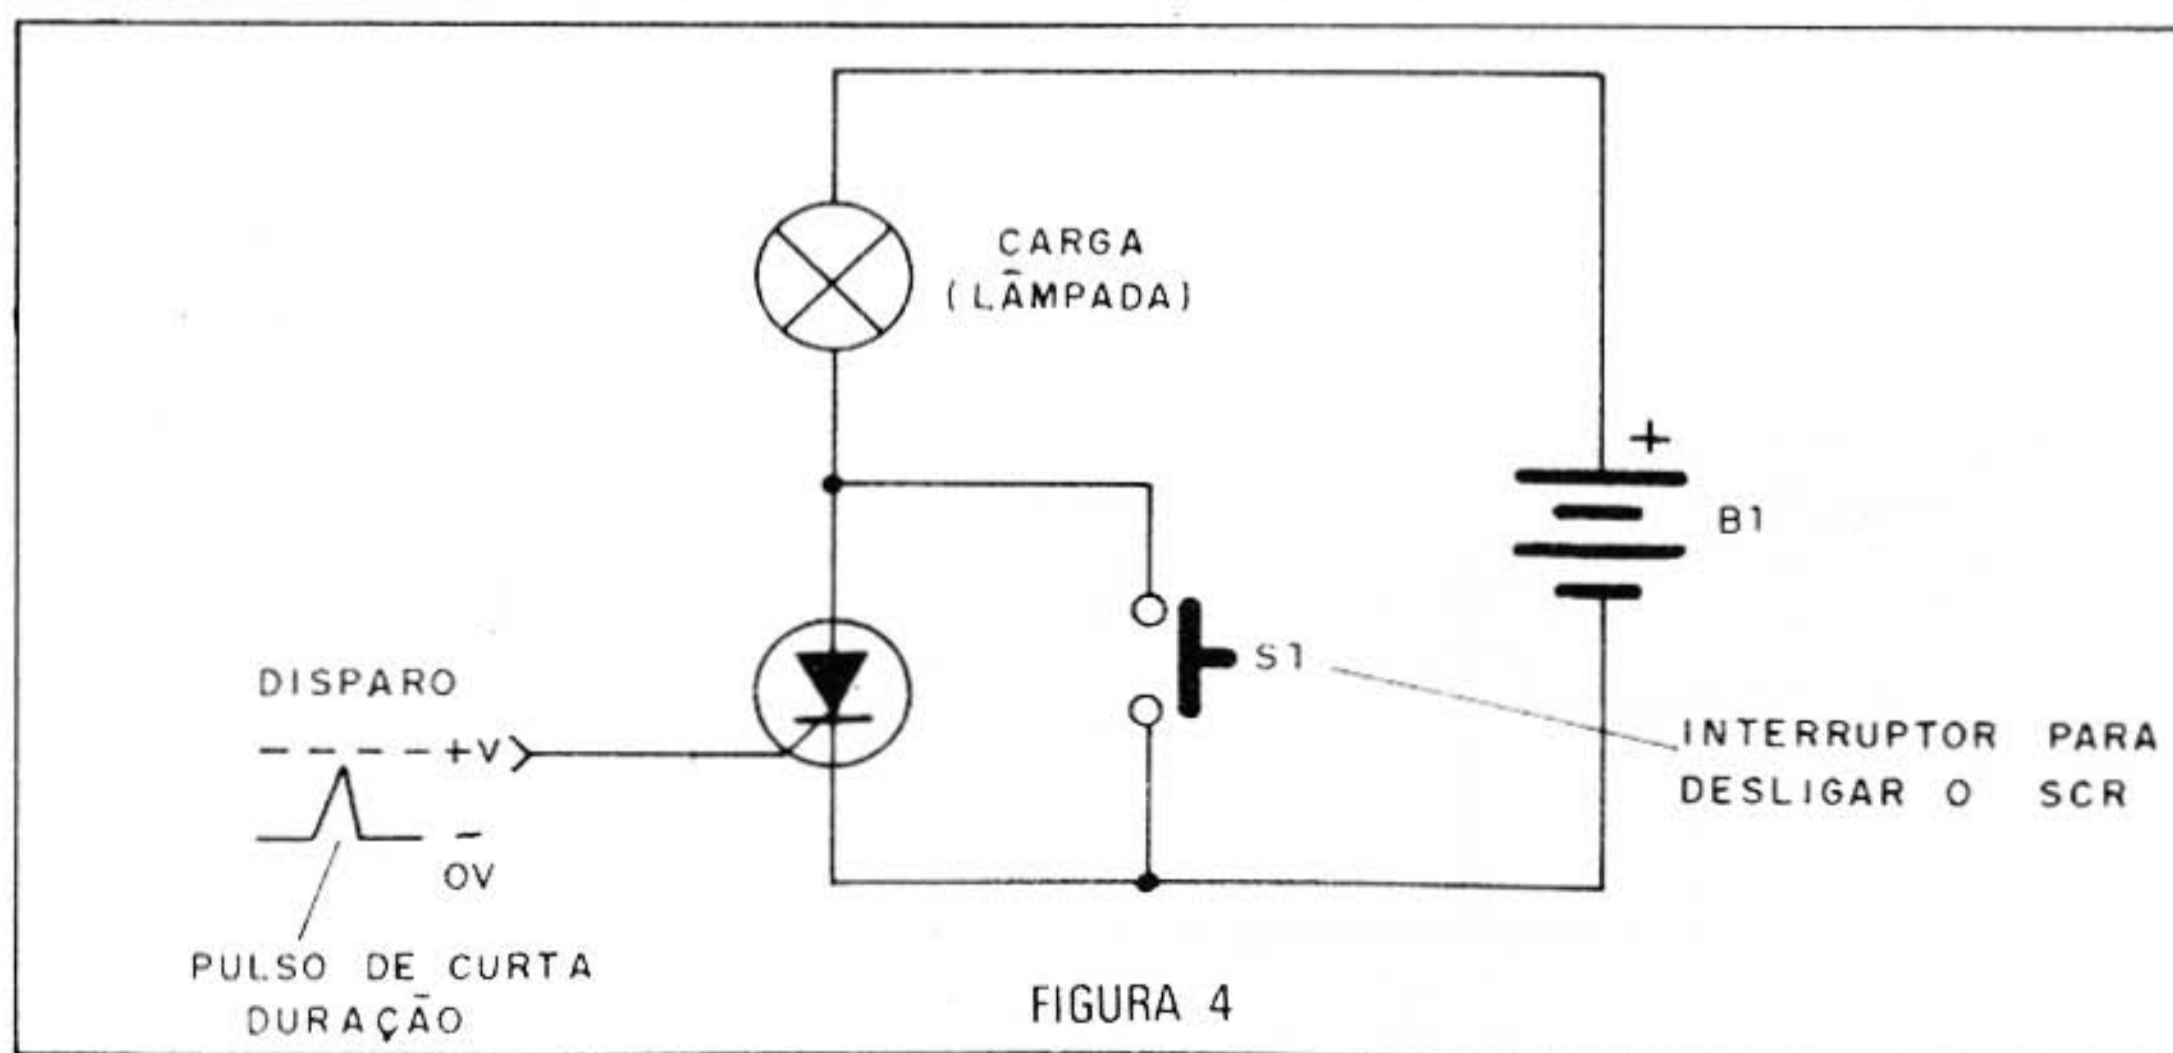 CARGA
(LÂMPADA)
+
B1
S1
DISPARO
+V
INTERRUPTOR PARA
DESLIGAR O SCR
-
0V
PULSO DE CURTA
DURAÇÃO
FIGURA 4